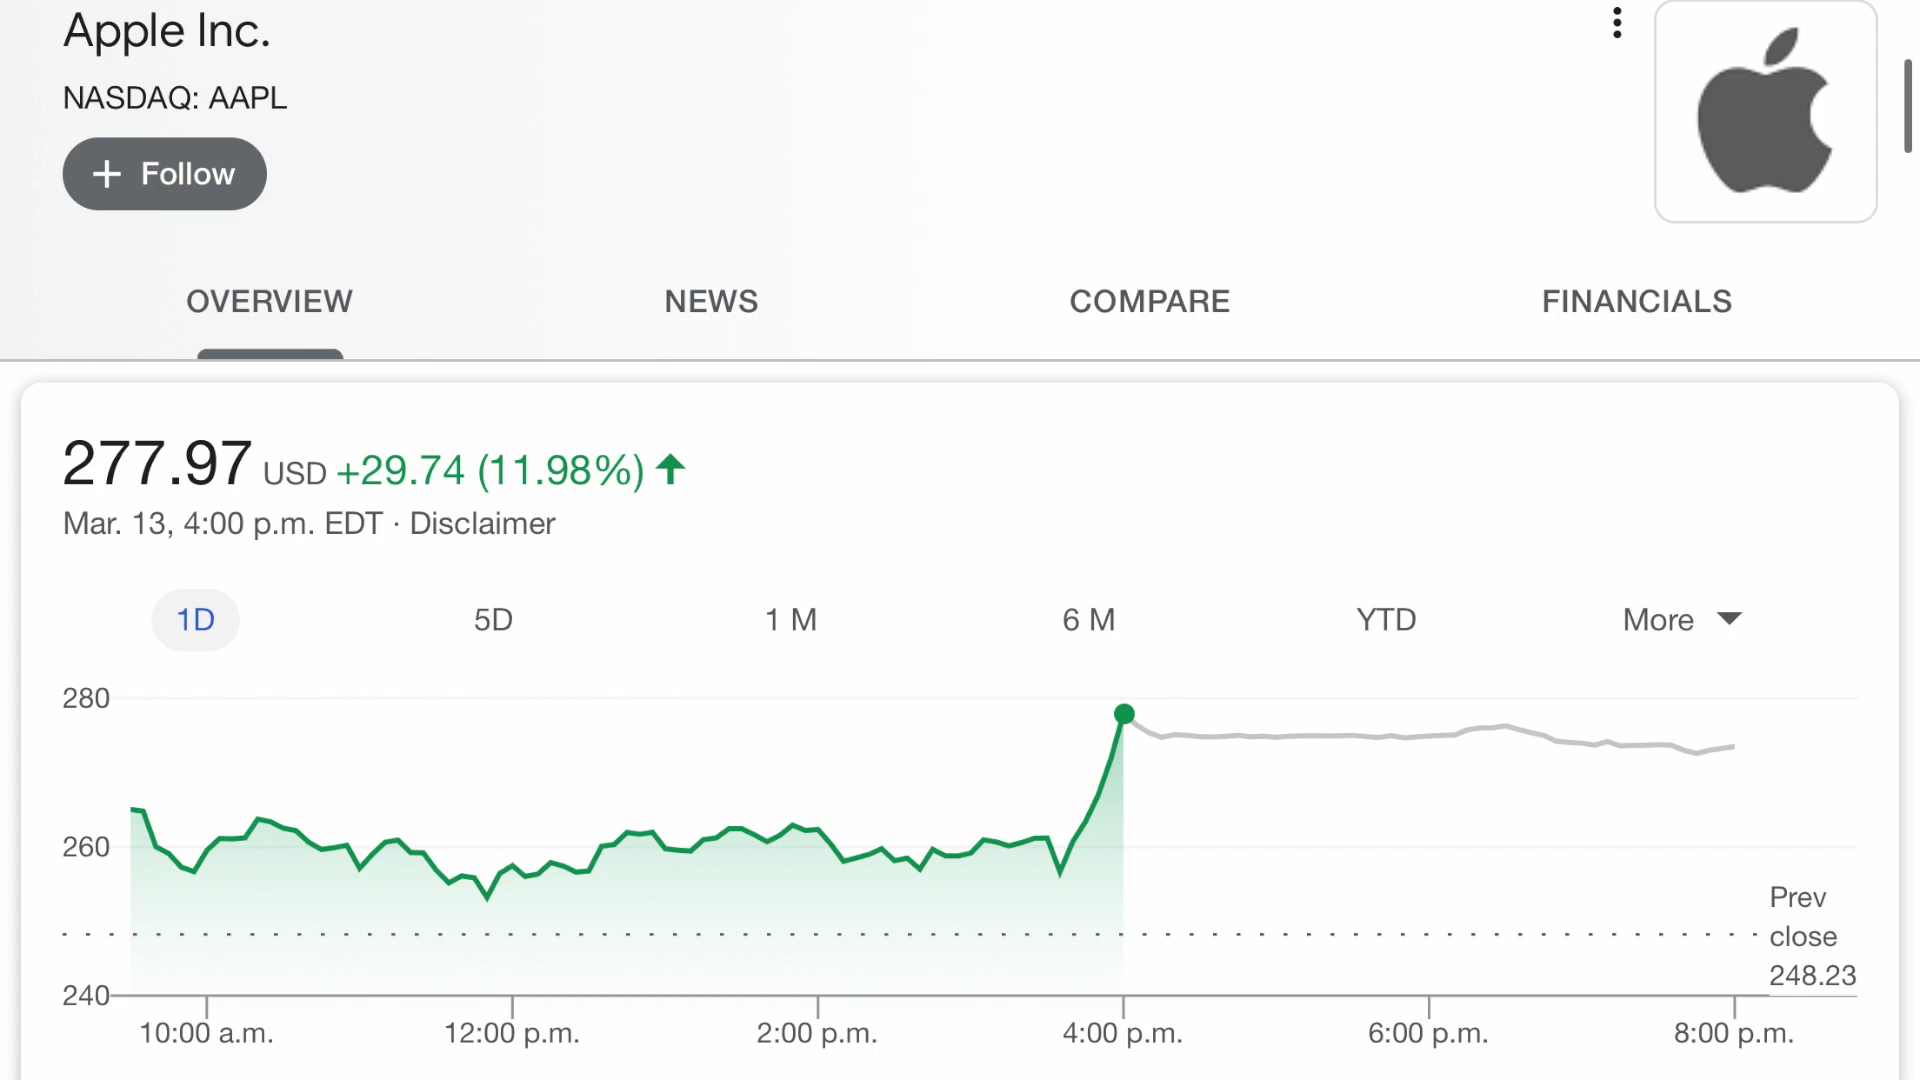 Apple Inc.
NASDAQ: AAPL
+ Follow
OVERVIEW NEWS COMPARE FINANCIALS
277.97 USD +29.74 (11.98%) ↑
Mar. 13, 4:00 p.m. EDT · Disclaimer
1D 5D 1 M 6 M YTD More
280
260
240
Prev
close
248.23
10:00 a.m. 12:00 p.m. 2:00 p.m. 4:00 p.m. 6:00 p.m. 8:00 p.m.